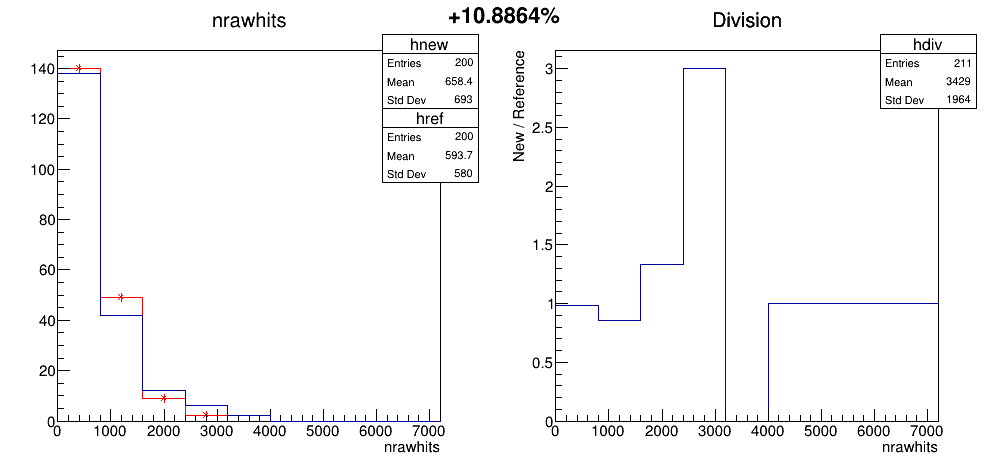 +10.8864%
nrawhits
hnew
Entries 200
Mean 658.4
Std Dev 693
href
Entries 200
Mean 593.7
Std Dev 580
140
120
100
80
60
40
20
0
0 1000 2000 3000 4000 5000 6000 7000
nrawhits
Division
hdiv
Entries 211
Mean 3429
Std Dev 1964
New / Reference
3
2.5
2
1.5
1
0.5
0
0 1000 2000 3000 4000 5000 6000 7000
nrawhits